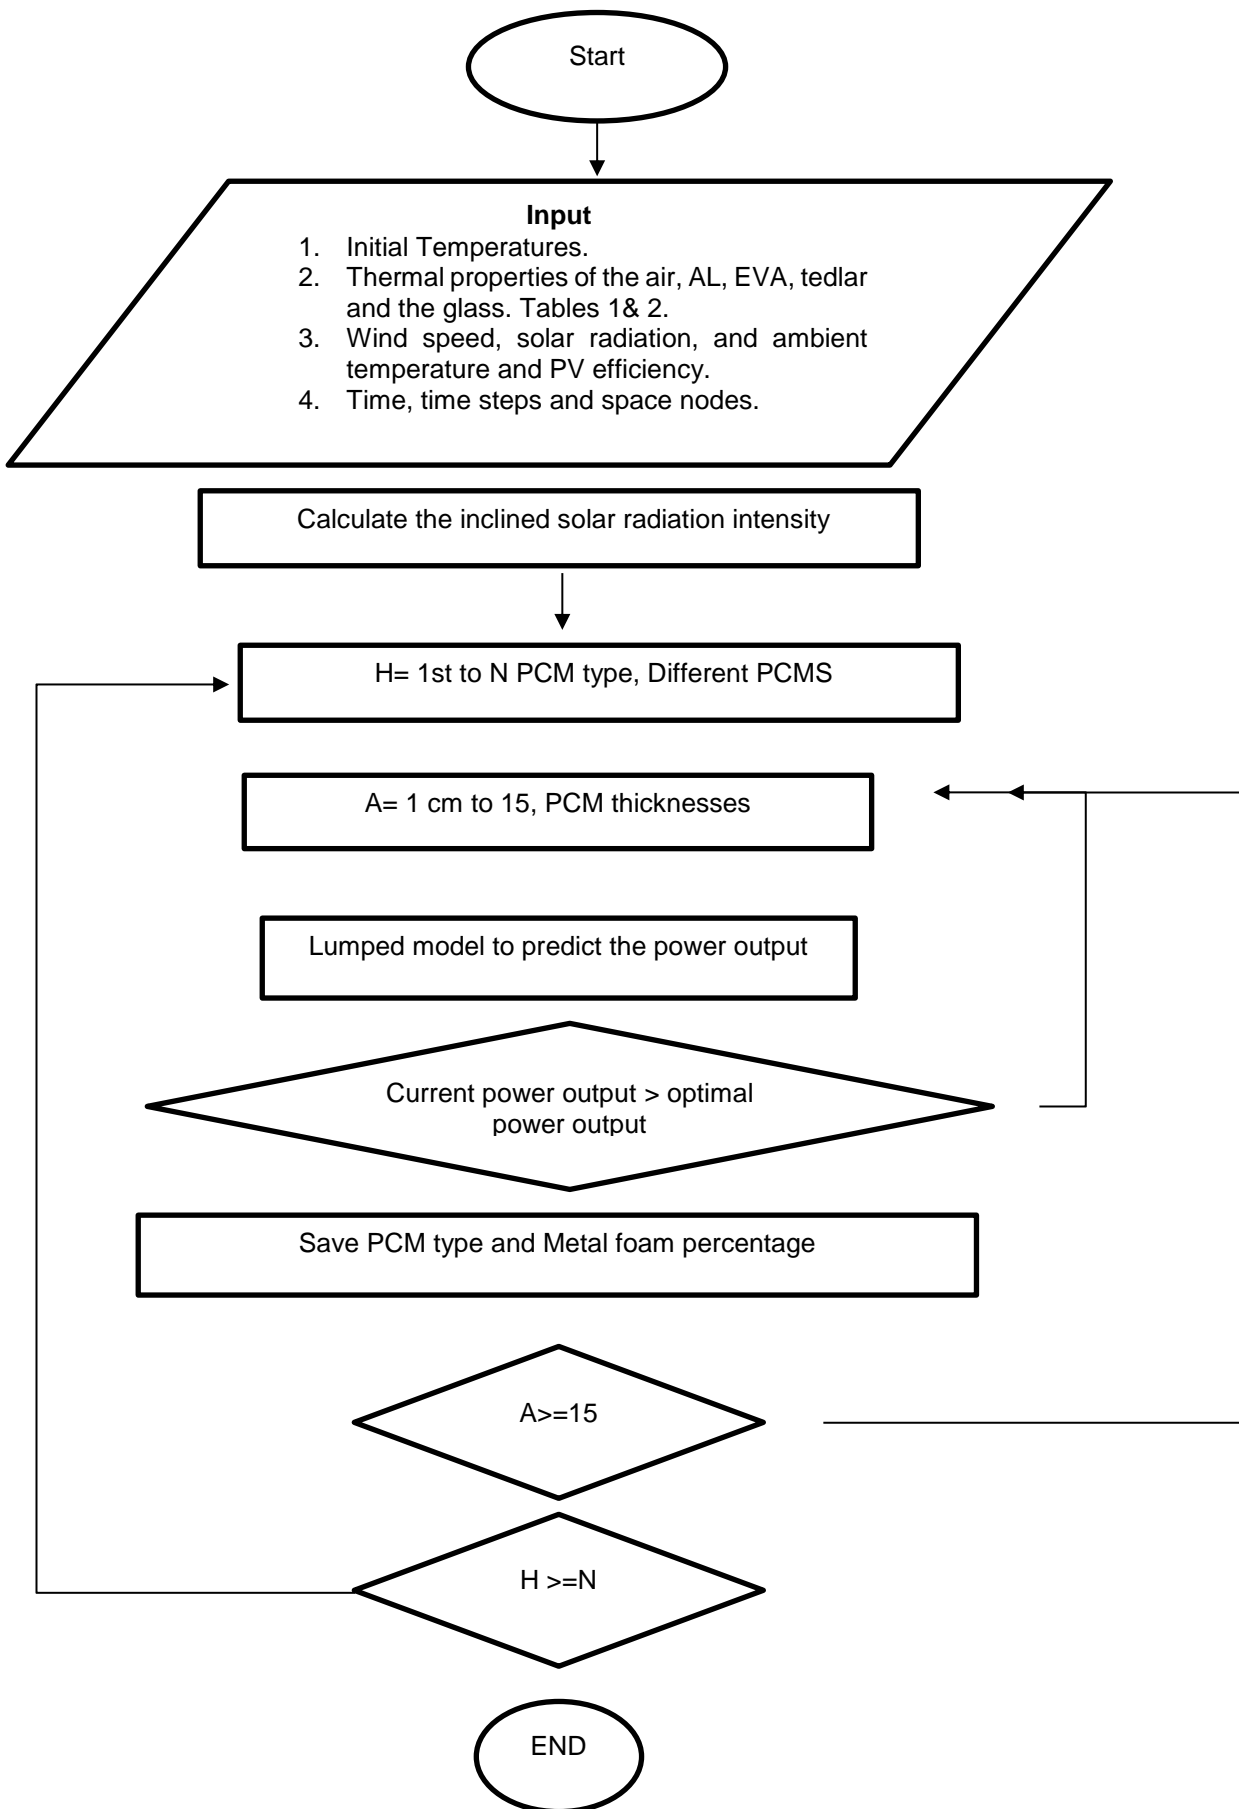 Start
Input
1. Initial Temperatures.
2. Thermal properties of the air, AL, EVA, tedlar
and the glass. Tables 1& 2.
3. Wind speed, solar radiation, and ambient
temperature and PV efficiency.
4. Time, time steps and space nodes.
Calculate the inclined solar radiation intensity
H= 1st to N PCM type, Different PCMS
A= 1 cm to 15, PCM thicknesses
Lumped model to predict the power output
Current power output > optimal
power output
Save PCM type and Metal foam percentage
A>=15
H >=N
END